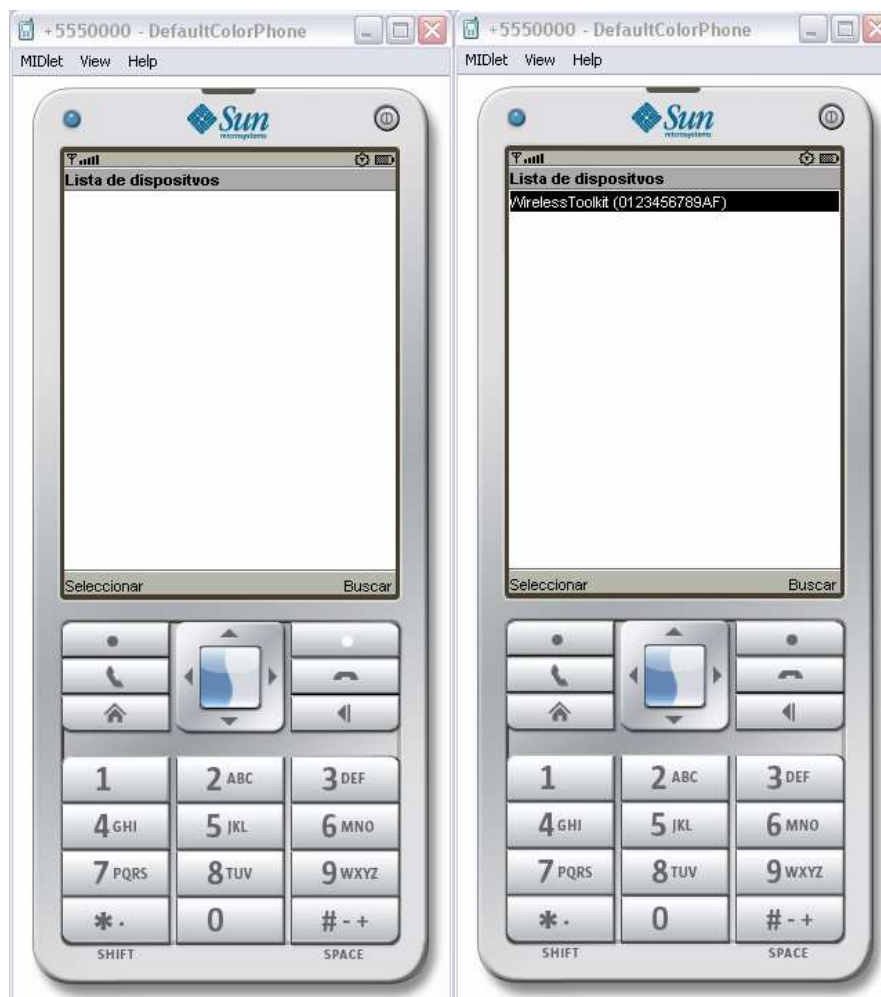 +5550000 - DefaultColorPhone
MIDlet View Help
Sun
microsystems
Lista de dispositvos
Seleccionar Buscar
1 2 ABC 3 DEF
4 GHI 5 JKL 6 MNO
7 PQRS 8 TUV 9 WXYZ
* . 0 # - +
SHIFT SPACE
+5550000 - DefaultColorPhone
MIDlet View Help
Sun
microsystems
Lista de dispositvos
WirelessToolkit (0123456789AF)
Seleccionar Buscar
1 2 ABC 3 DEF
4 GHI 5 JKL 6 MNO
7 PQRS 8 TUV 9 WXYZ
* . 0 # - +
SHIFT SPACE